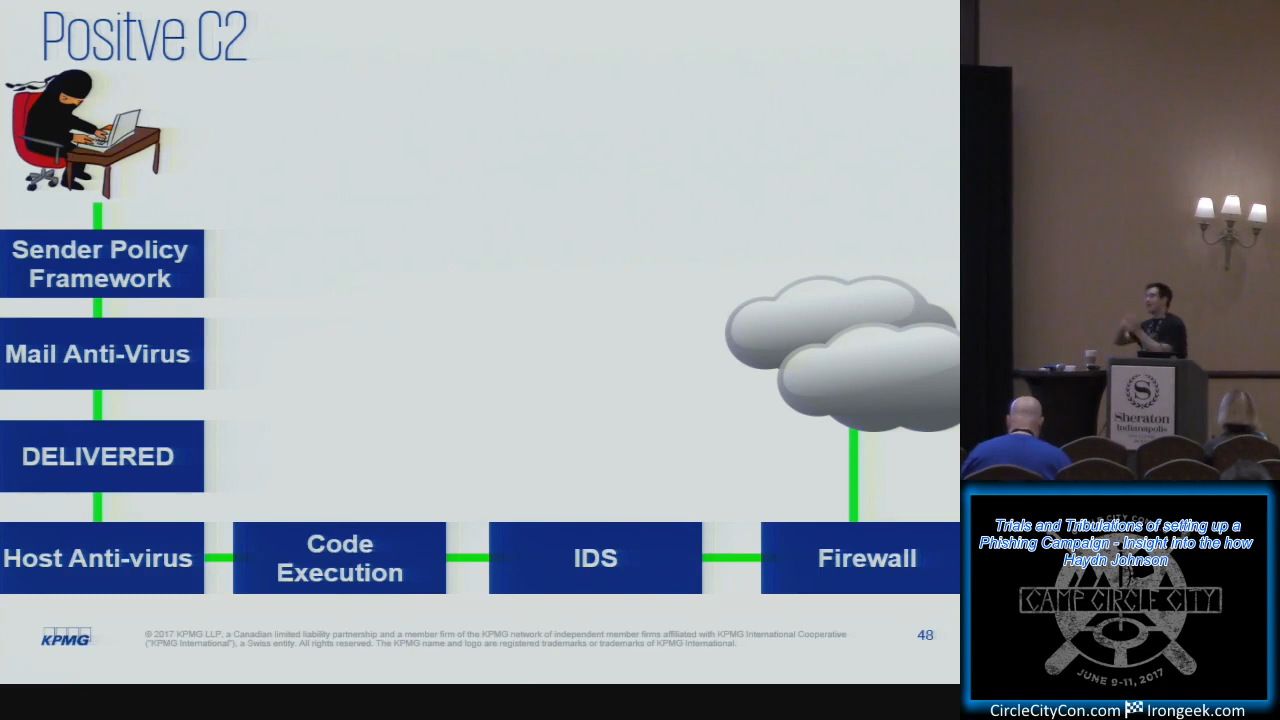 Positve C2
Sender Policy
Framework
Mail Anti-Virus
DELIVERED
Host Anti-virus
Code
Execution
IDS
Firewall
KPMG
© 2017 KPMG LLP, a Canadian limited liability partnership and a member firm of the KPMG network of independent member firms affiliated with KPMG International Cooperative
("KPMG International"), a Swiss entity. All rights reserved. The KPMG name and logo are registered trademarks or trademarks of KPMG International.
48
S
Sheraton
Indianapolis
Trials and Tribulations of setting up a
Phishing Campaign - Insight into the how
Haydn Johnson
CAMP CIRCLE CITY
JUNE 9-11, 2017
CircleCityCon.com Irongeek.com